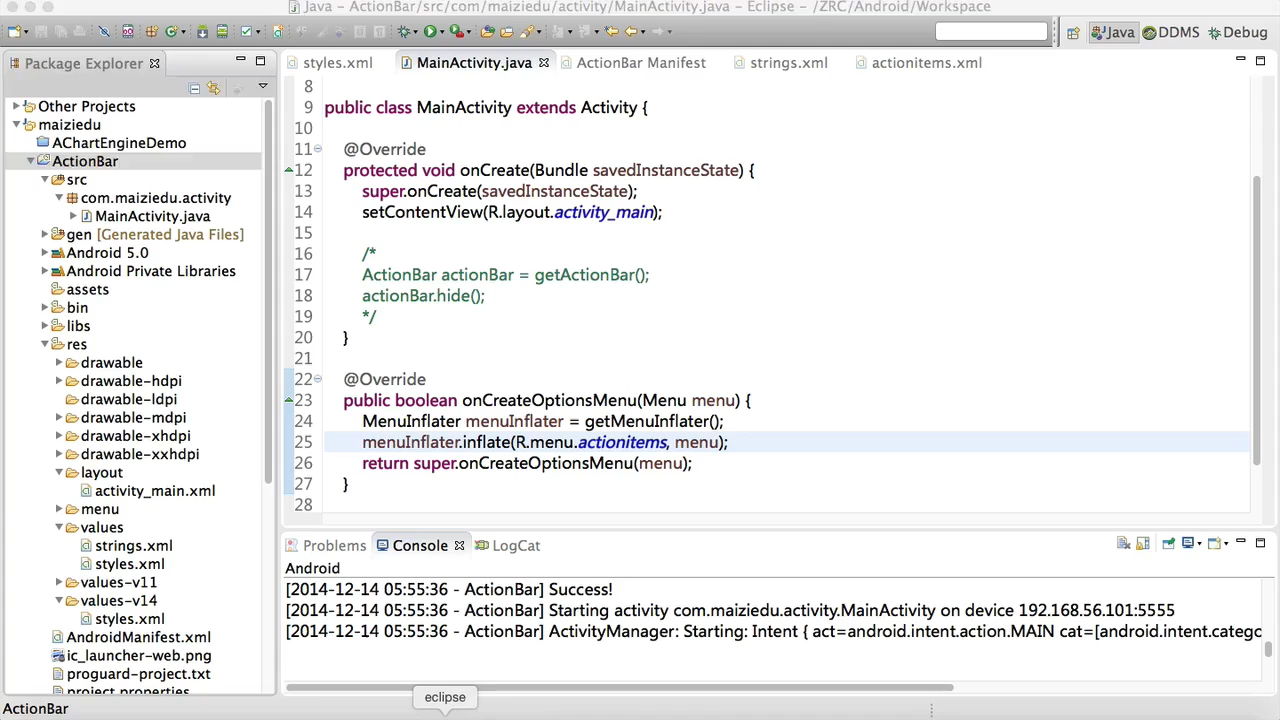 Java - ActionBar/src/com/maiziedu/activity/MainActivity.java - Eclipse - /ZRC/Android/Workspace
Java DDMS Debug
Package Explorer
styles.xml MainActivity.java ActionBar Manifest strings.xml actionitems.xml
Other Projects
maiziedu
AChartEngineDemo
ActionBar
src
com.maiziedu.activity
MainActivity.java
gen [Generated Java Files]
Android 5.0
Android Private Libraries
assets
bin
libs
res
drawable
drawable-hdpi
drawable-ldpi
drawable-mdpi
drawable-xhdpi
drawable-xxhdpi
layout
activity_main.xml
menu
values
strings.xml
styles.xml
values-v11
values-v14
styles.xml
AndroidManifest.xml
ic_launcher-web.png
proguard-project.txt
project.properties
8
9 public class MainActivity extends Activity {
10
11 @Override
12 protected void onCreate(Bundle savedInstanceState) {
13 super.onCreate(savedInstanceState);
14 setContentView(R.layout.activity_main);
15
16 /*
17 ActionBar actionBar = getActionBar();
18 actionBar.hide();
19 */
20 }
21
22 @Override
23 public boolean onCreateOptionsMenu(Menu menu) {
24 MenuInflater menuInflater = getMenuInflater();
25 menuInflater.inflate(R.menu.actionitems, menu);
26 return super.onCreateOptionsMenu(menu);
27 }
28
Problems Console LogCat
Android
[2014-12-14 05:55:36 - ActionBar] Success!
[2014-12-14 05:55:36 - ActionBar] Starting activity com.maiziedu.activity.MainActivity on device 192.168.56.101:5555
[2014-12-14 05:55:36 - ActionBar] ActivityManager: Starting: Intent { act=android.intent.action.MAIN cat=[android.intent.catego
eclipse
ActionBar